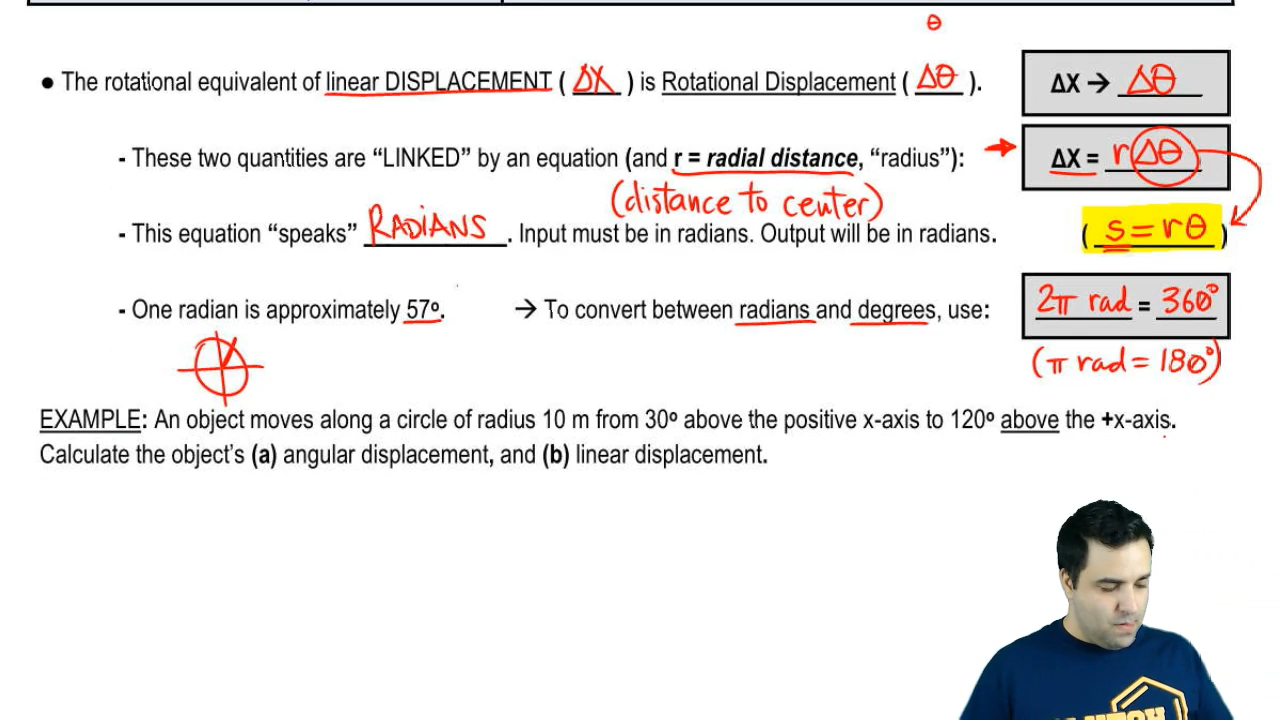 θ
● The rotational equivalent of linear DISPLACEMENT ( ΔX ) is Rotational Displacement ( Δθ ).
ΔX → Δθ
- These two quantities are “LINKED” by an equation (and r = radial distance, “radius”):
ΔX = rΔθ
(distance to center)
- This equation “speaks” RADIANS. Input must be in radians. Output will be in radians.
( s = rθ )
- One radian is approximately 57º.
→ To convert between radians and degrees, use:
2π rad = 360°
(π rad = 180°)
EXAMPLE: An object moves along a circle of radius 10 m from 30º above the positive x-axis to 120º above the +x-axis.
Calculate the object’s (a) angular displacement, and (b) linear displacement.